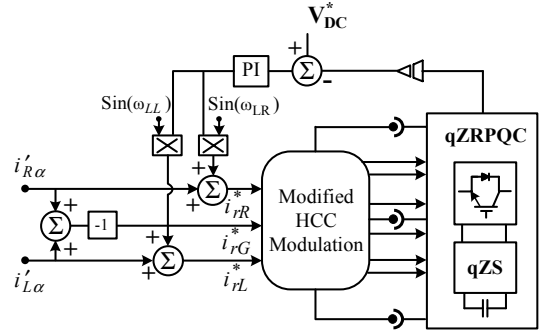 V*DC
+
Σ
-
PI
Sin(ωLL)
Sin(ωLR)
qZRPQC
i′Rα
+
+
Σ
i*rR
+
+
Σ
-1
i*rG
Modified
HCC
Modulation
+
+
Σ
i*rL
i′Lα
qZS